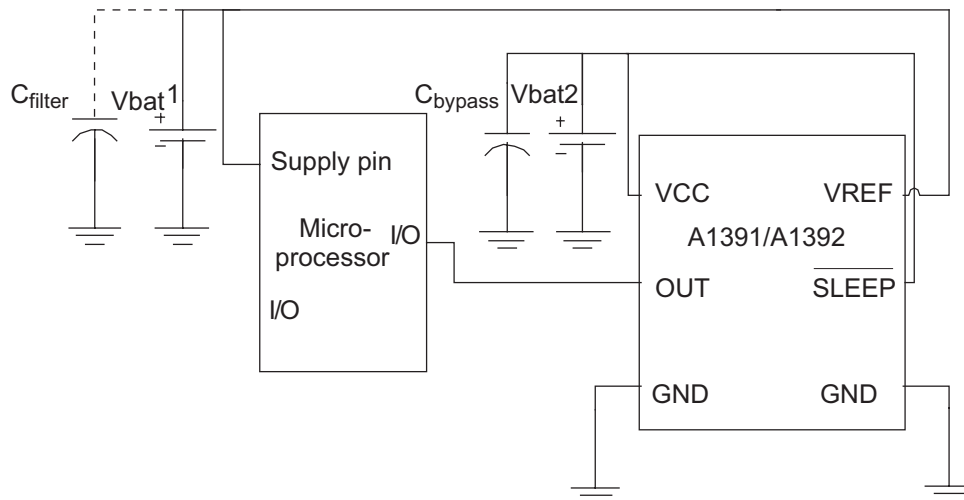 Cfilter
Vbat1
+
−
Cbypass
Vbat2
+
−
Supply pin
Micro-
processor
I/O
I/O
VCC
VREF
A1391/A1392
OUT
SLEEP
GND
GND